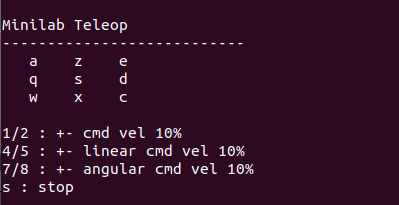 Minilab Teleop
---------------------------
a z e
q s d
w x c
1/2 : +- cmd vel 10%
4/5 : +- linear cmd vel 10%
7/8 : +- angular cmd vel 10%
s : stop